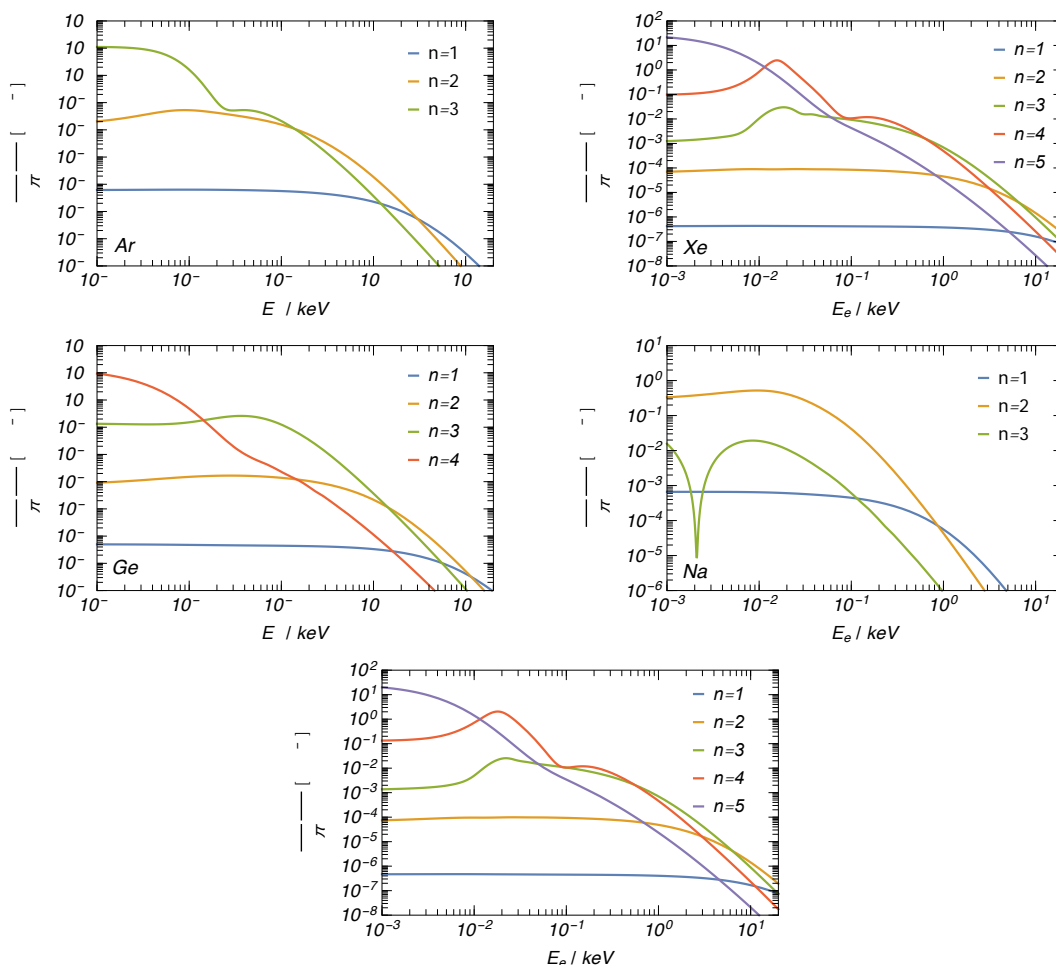 10
10
10
10⁻
10⁻
10⁻
10⁻
10⁻
10⁻
10⁻
π
[ ⁻ ]
n=1
n=2
n=3
Ar
10⁻ 10⁻ 10⁻ 10 10
E / keV
10²
10¹
10⁰
10⁻¹
10⁻²
10⁻³
10⁻⁴
10⁻⁵
10⁻⁶
10⁻⁷
10⁻⁸
π
[ ⁻ ]
n=1
n=2
n=3
n=4
n=5
Xe
10⁻³ 10⁻² 10⁻¹ 10⁰ 10¹
Eₑ / keV
10
10
10
10⁻
10⁻
10⁻
10⁻
10⁻
10⁻
10⁻
π
[ ⁻ ]
n=1
n=2
n=3
n=4
Ge
10⁻ 10⁻ 10⁻ 10 10
E / keV
10¹
10⁰
10⁻¹
10⁻²
10⁻³
10⁻⁴
10⁻⁵
10⁻⁶
π
[ ⁻ ]
n=1
n=2
n=3
Na
10⁻³ 10⁻² 10⁻¹ 10⁰ 10¹
Eₑ / keV
10²
10¹
10⁰
10⁻¹
10⁻²
10⁻³
10⁻⁴
10⁻⁵
10⁻⁶
10⁻⁷
10⁻⁸
π
[ ⁻ ]
n=1
n=2
n=3
n=4
n=5
10⁻³ 10⁻² 10⁻¹ 10⁰ 10¹
Eₑ / keV